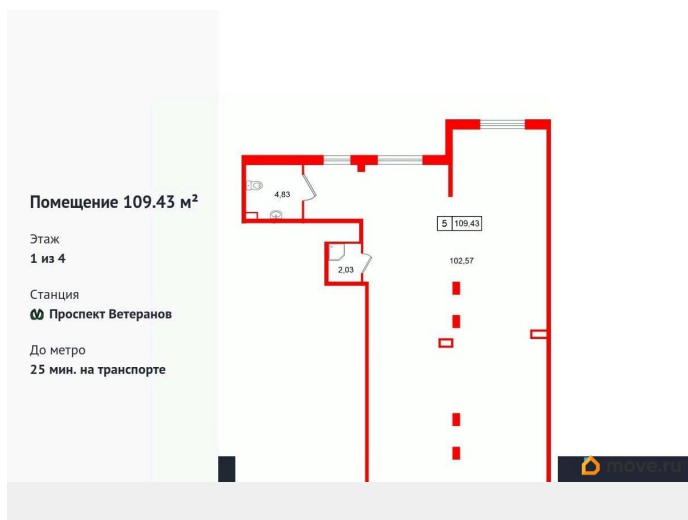 Помещение 109.43 м²
Этаж
1 из 4
Станция
Проспект Ветеранов
До метро
25 мин. на транспорте
4,83
5 109,43
102,57
2,03
move.ru